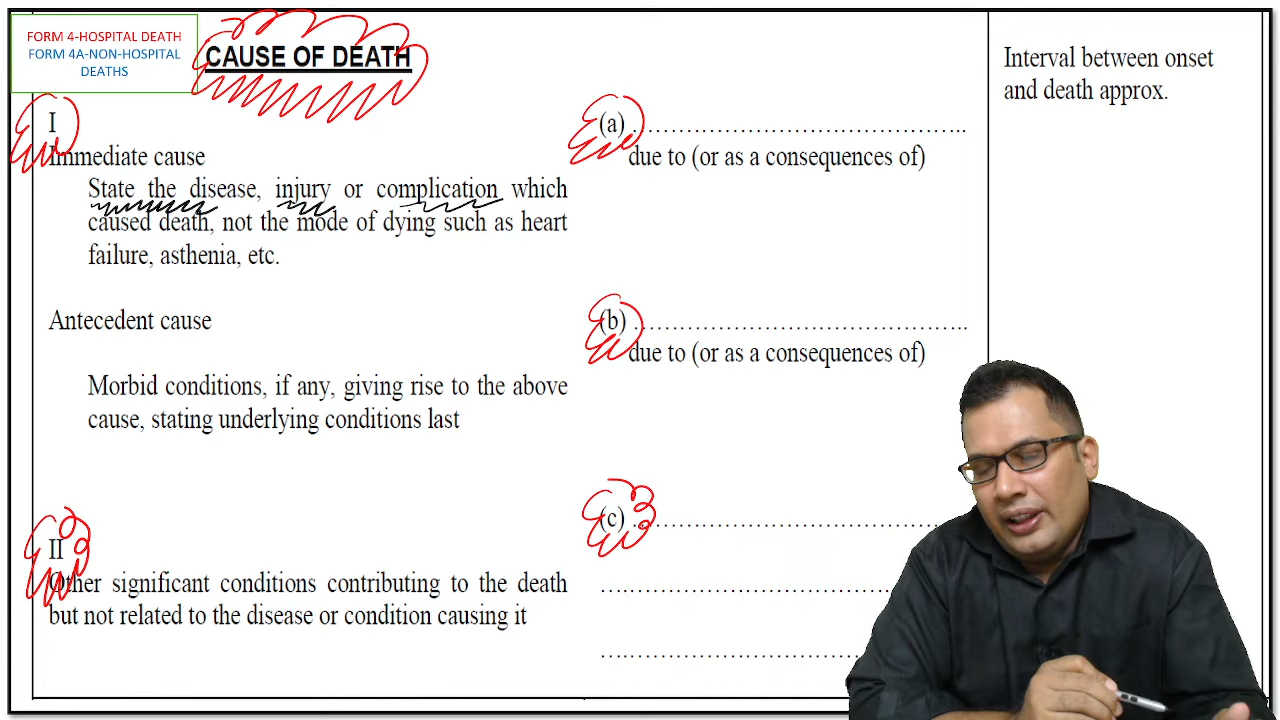 FORM 4-HOSPITAL DEATH
FORM 4A-NON-HOSPITAL
DEATHS
CAUSE OF DEATH
I
Immediate cause
State the disease, injury or complication which
caused death, not the mode of dying such as heart
failure, asthenia, etc.
Antecedent cause
Morbid conditions, if any, giving rise to the above
cause, stating underlying conditions last
II
Other significant conditions contributing to the death
but not related to the disease or condition causing it
(a) ……………………………………..
due to (or as a consequences of)
(b) ……………………………………..
due to (or as a consequences of)
(c) …………………………………
…………………………………
…………………………………
Interval between onset
and death approx.